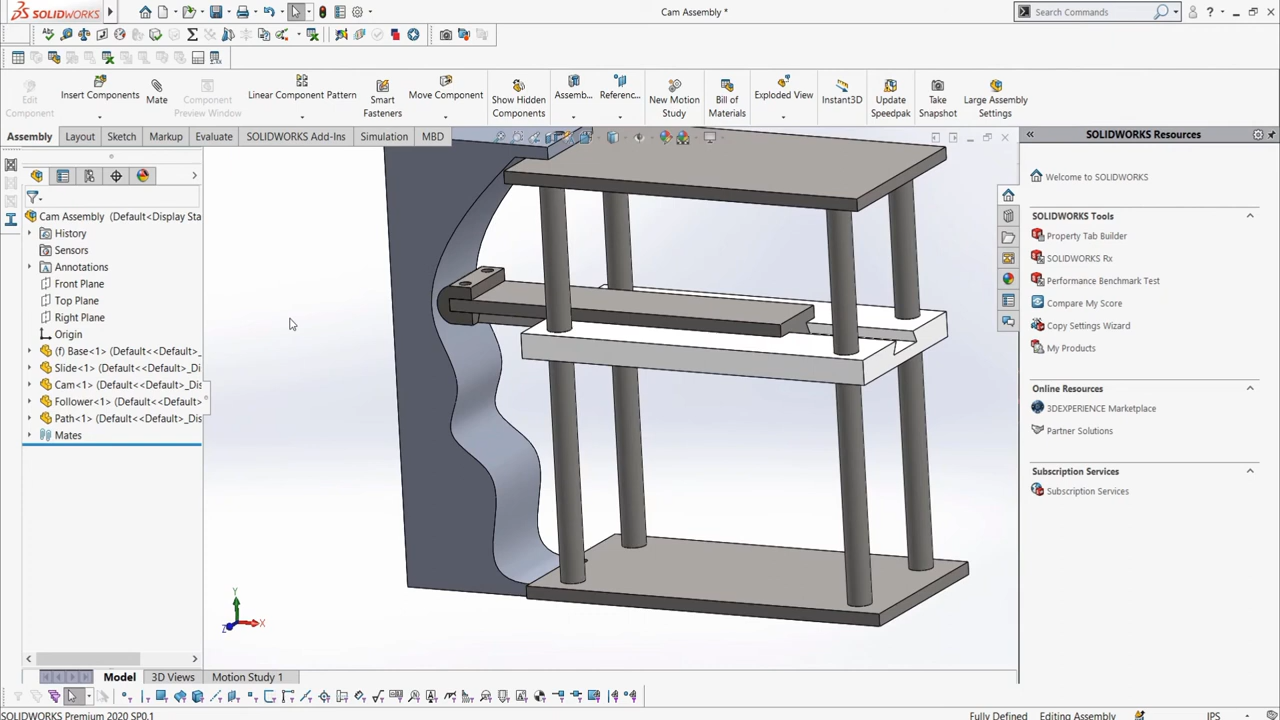 SOLIDWORKS
Cam Assembly *
Search Commands
Edit
Component
Insert Components
Mate
Component
Preview Window
Linear Component Pattern
Smart
Fasteners
Move Component
Show Hidden
Components
Assemb...
Referenc...
New Motion
Study
Bill of
Materials
Exploded View
Instant3D
Update
Speedpak
Take
Snapshot
Large Assembly
Settings
Assembly
Layout
Sketch
Markup
Evaluate
SOLIDWORKS Add-Ins
Simulation
MBD
SOLIDWORKS Resources
Cam Assembly (Default<Display Sta
History
Sensors
Annotations
Front Plane
Top Plane
Right Plane
Origin
(f) Base<1> (Default<<Default>_
Slide<1> (Default<<Default>_Di
Cam<1> (Default<<Default>_Dis
Follower<1> (Default<<Default>
Path<1> (Default<<Default>_Dis
Mates
Welcome to SOLIDWORKS
SOLIDWORKS Tools
Property Tab Builder
SOLIDWORKS Rx
Performance Benchmark Test
Compare My Score
Copy Settings Wizard
My Products
Online Resources
3DEXPERIENCE Marketplace
Partner Solutions
Subscription Services
Subscription Services
Y
X
Z
Model
3D Views
Motion Study 1
SOLIDWORKS Premium 2020 SP0.1
Fully Defined
Editing Assembly
IPS